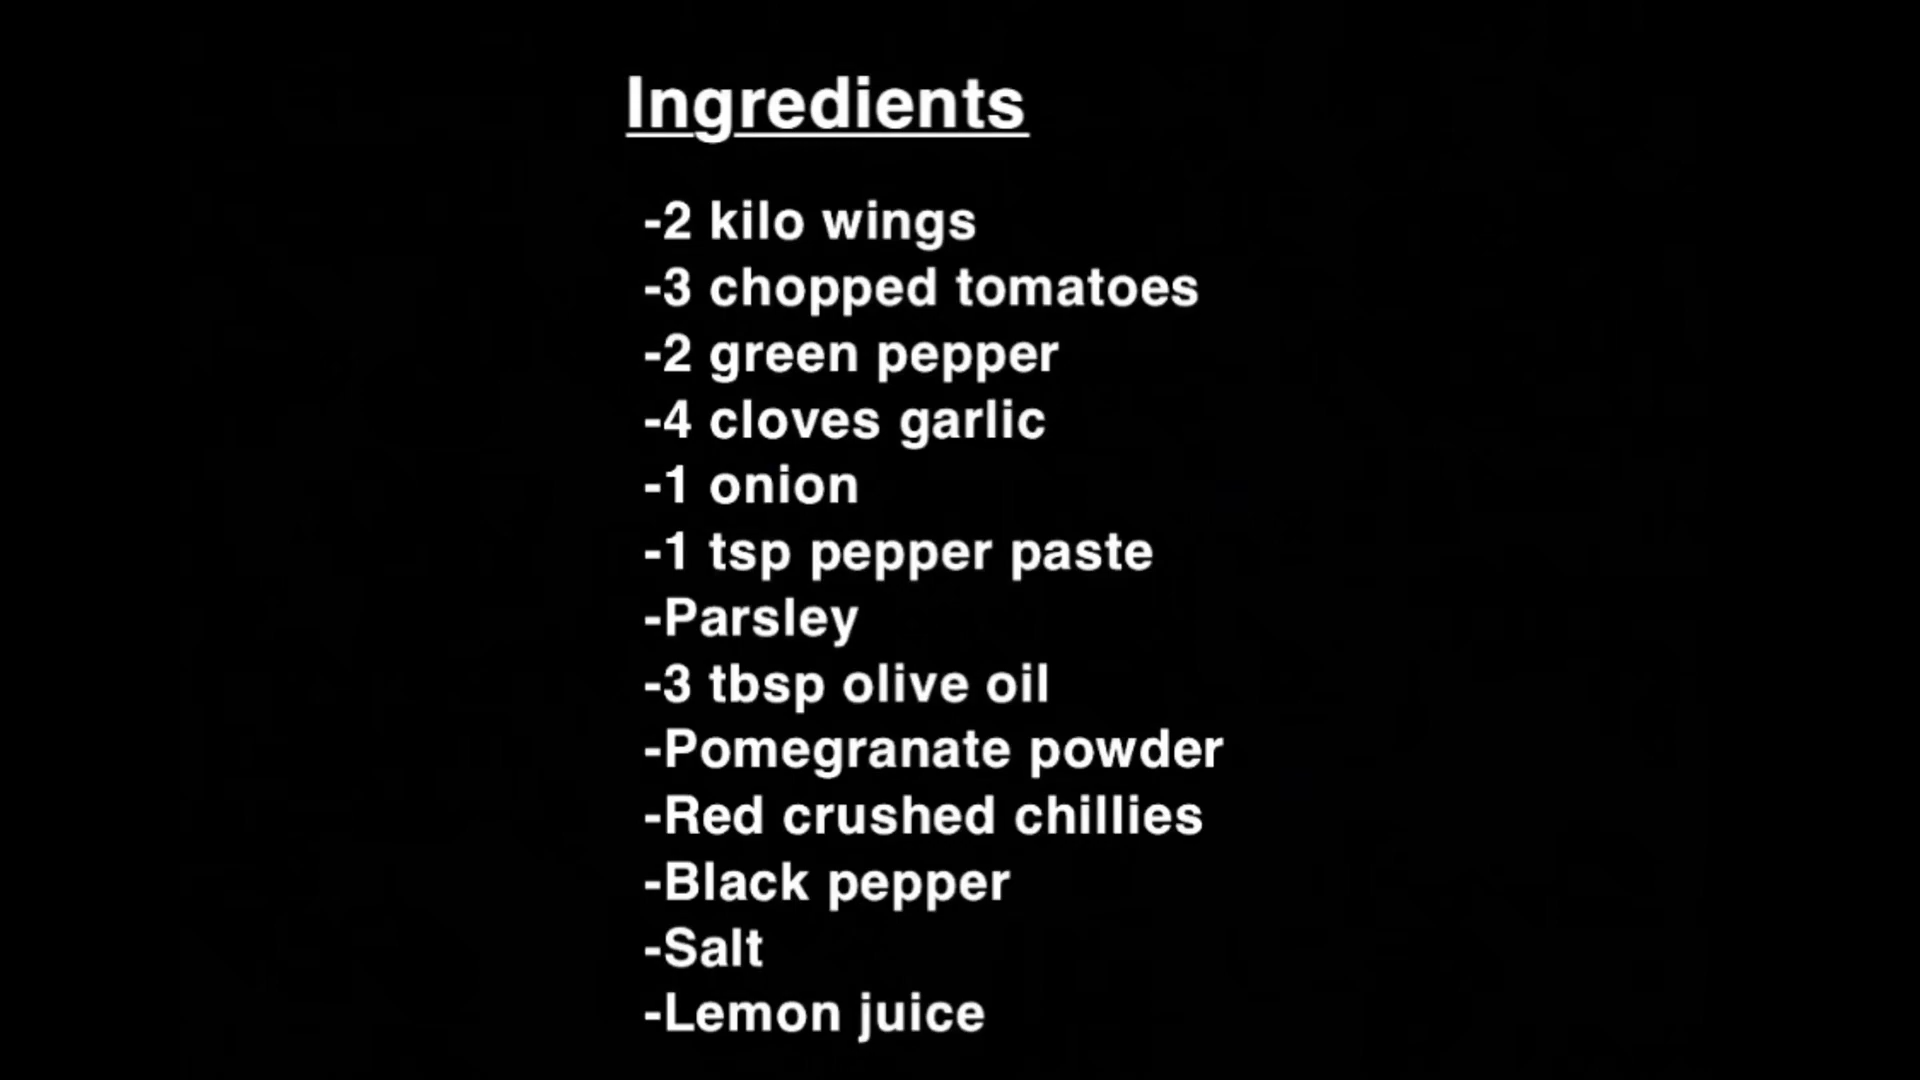 Ingredients
-2 kilo wings
-3 chopped tomatoes
-2 green pepper
-4 cloves garlic
-1 onion
-1 tsp pepper paste
-Parsley
-3 tbsp olive oil
-Pomegranate powder
-Red crushed chillies
-Black pepper
-Salt
-Lemon juice